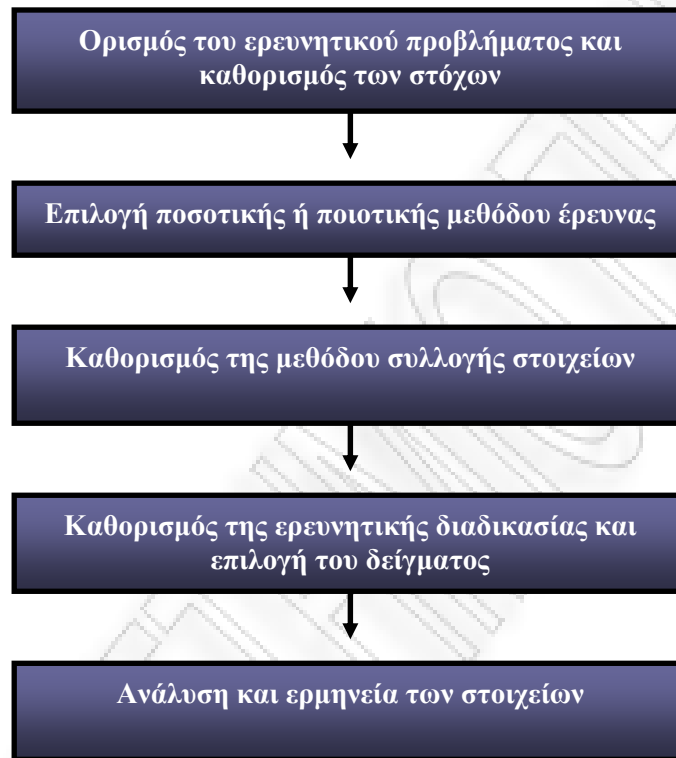 Ορισμός του ερευνητικού προβλήματος και
καθορισμός των στόχων
Επιλογή ποσοτικής ή ποιοτικής μεθόδου έρευνας
Καθορισμός της μεθόδου συλλογής στοιχείων
Καθορισμός της ερευνητικής διαδικασίας και
επιλογή του δείγματος
Ανάλυση και ερμηνεία των στοιχείων